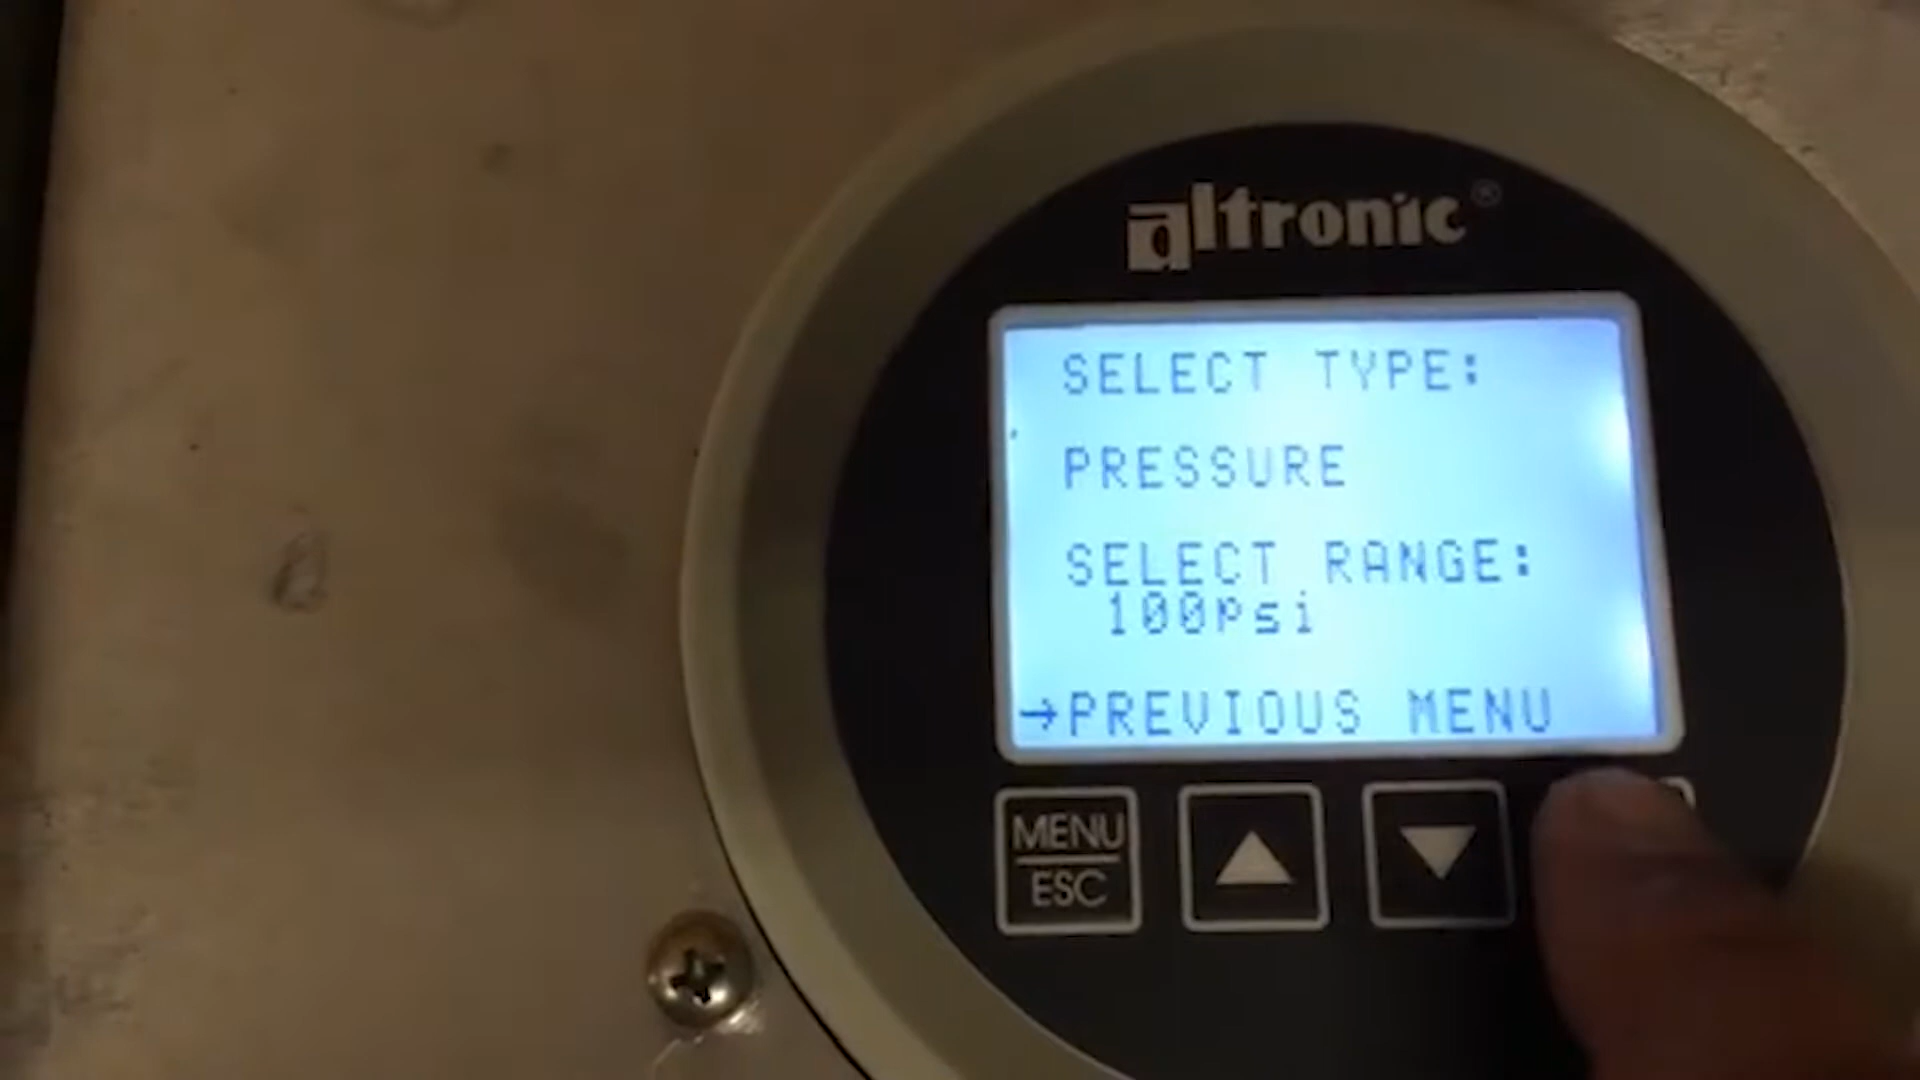 altronic®
SELECT TYPE:
PRESSURE
SELECT RANGE:
100psi
→PREVIOUS MENU
MENU
ESC